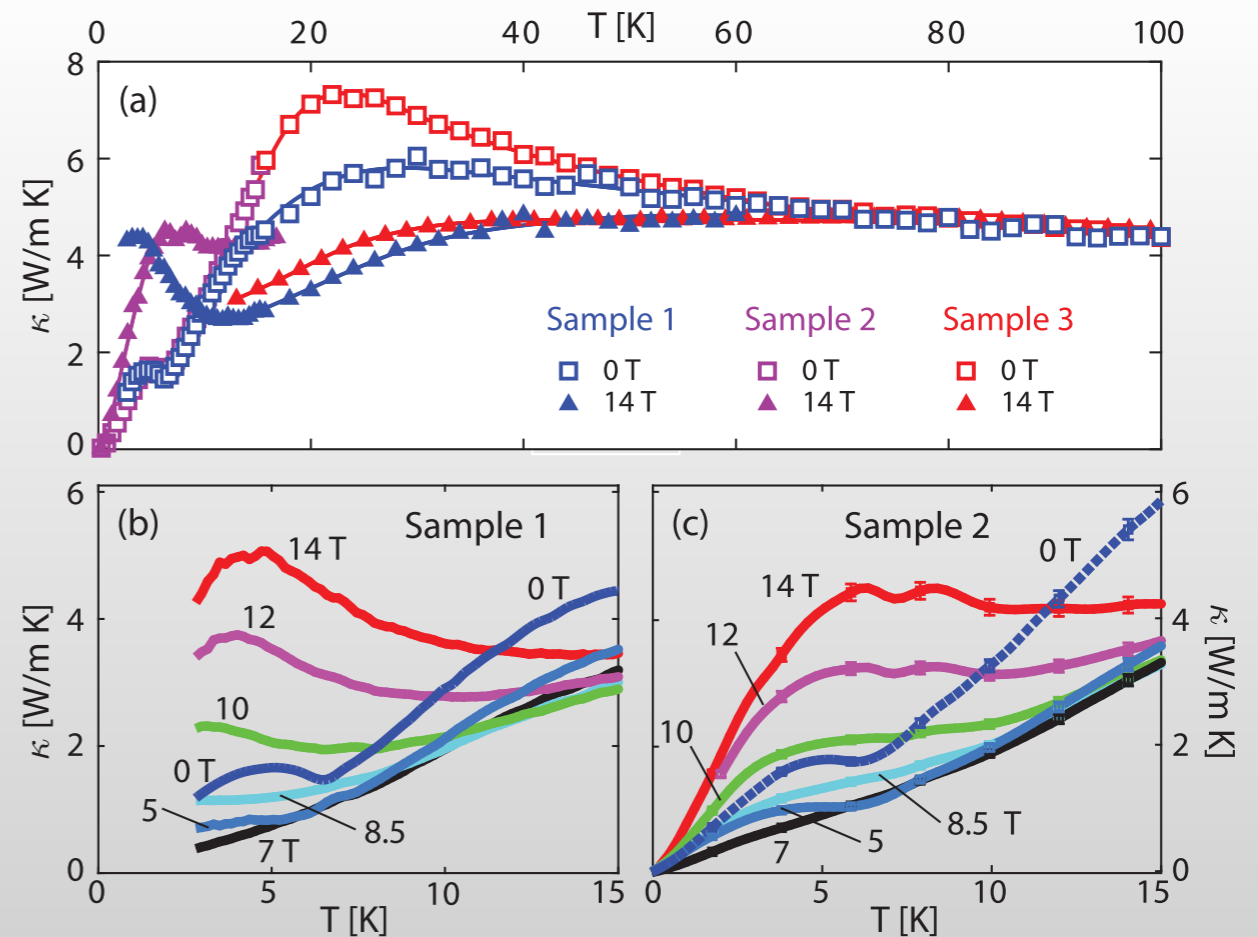 0 20 T [K] 40 60 80 100
8
6
4
2
0
κ [W/m K]
(a)
Sample 1 Sample 2 Sample 3
0 T 0 T 0 T
14 T 14 T 14 T
6
4
2
0
κ [W/m K]
(b) Sample 1
14 T
12
10
0 T
0 T
5
8.5
7 T
0 5 10 15
T [K]
(c) Sample 2
0 T
14 T
12
10
8.5 T
7
5
6
4
2
0
κ [W/m K]
0 5 10 15
T [K]